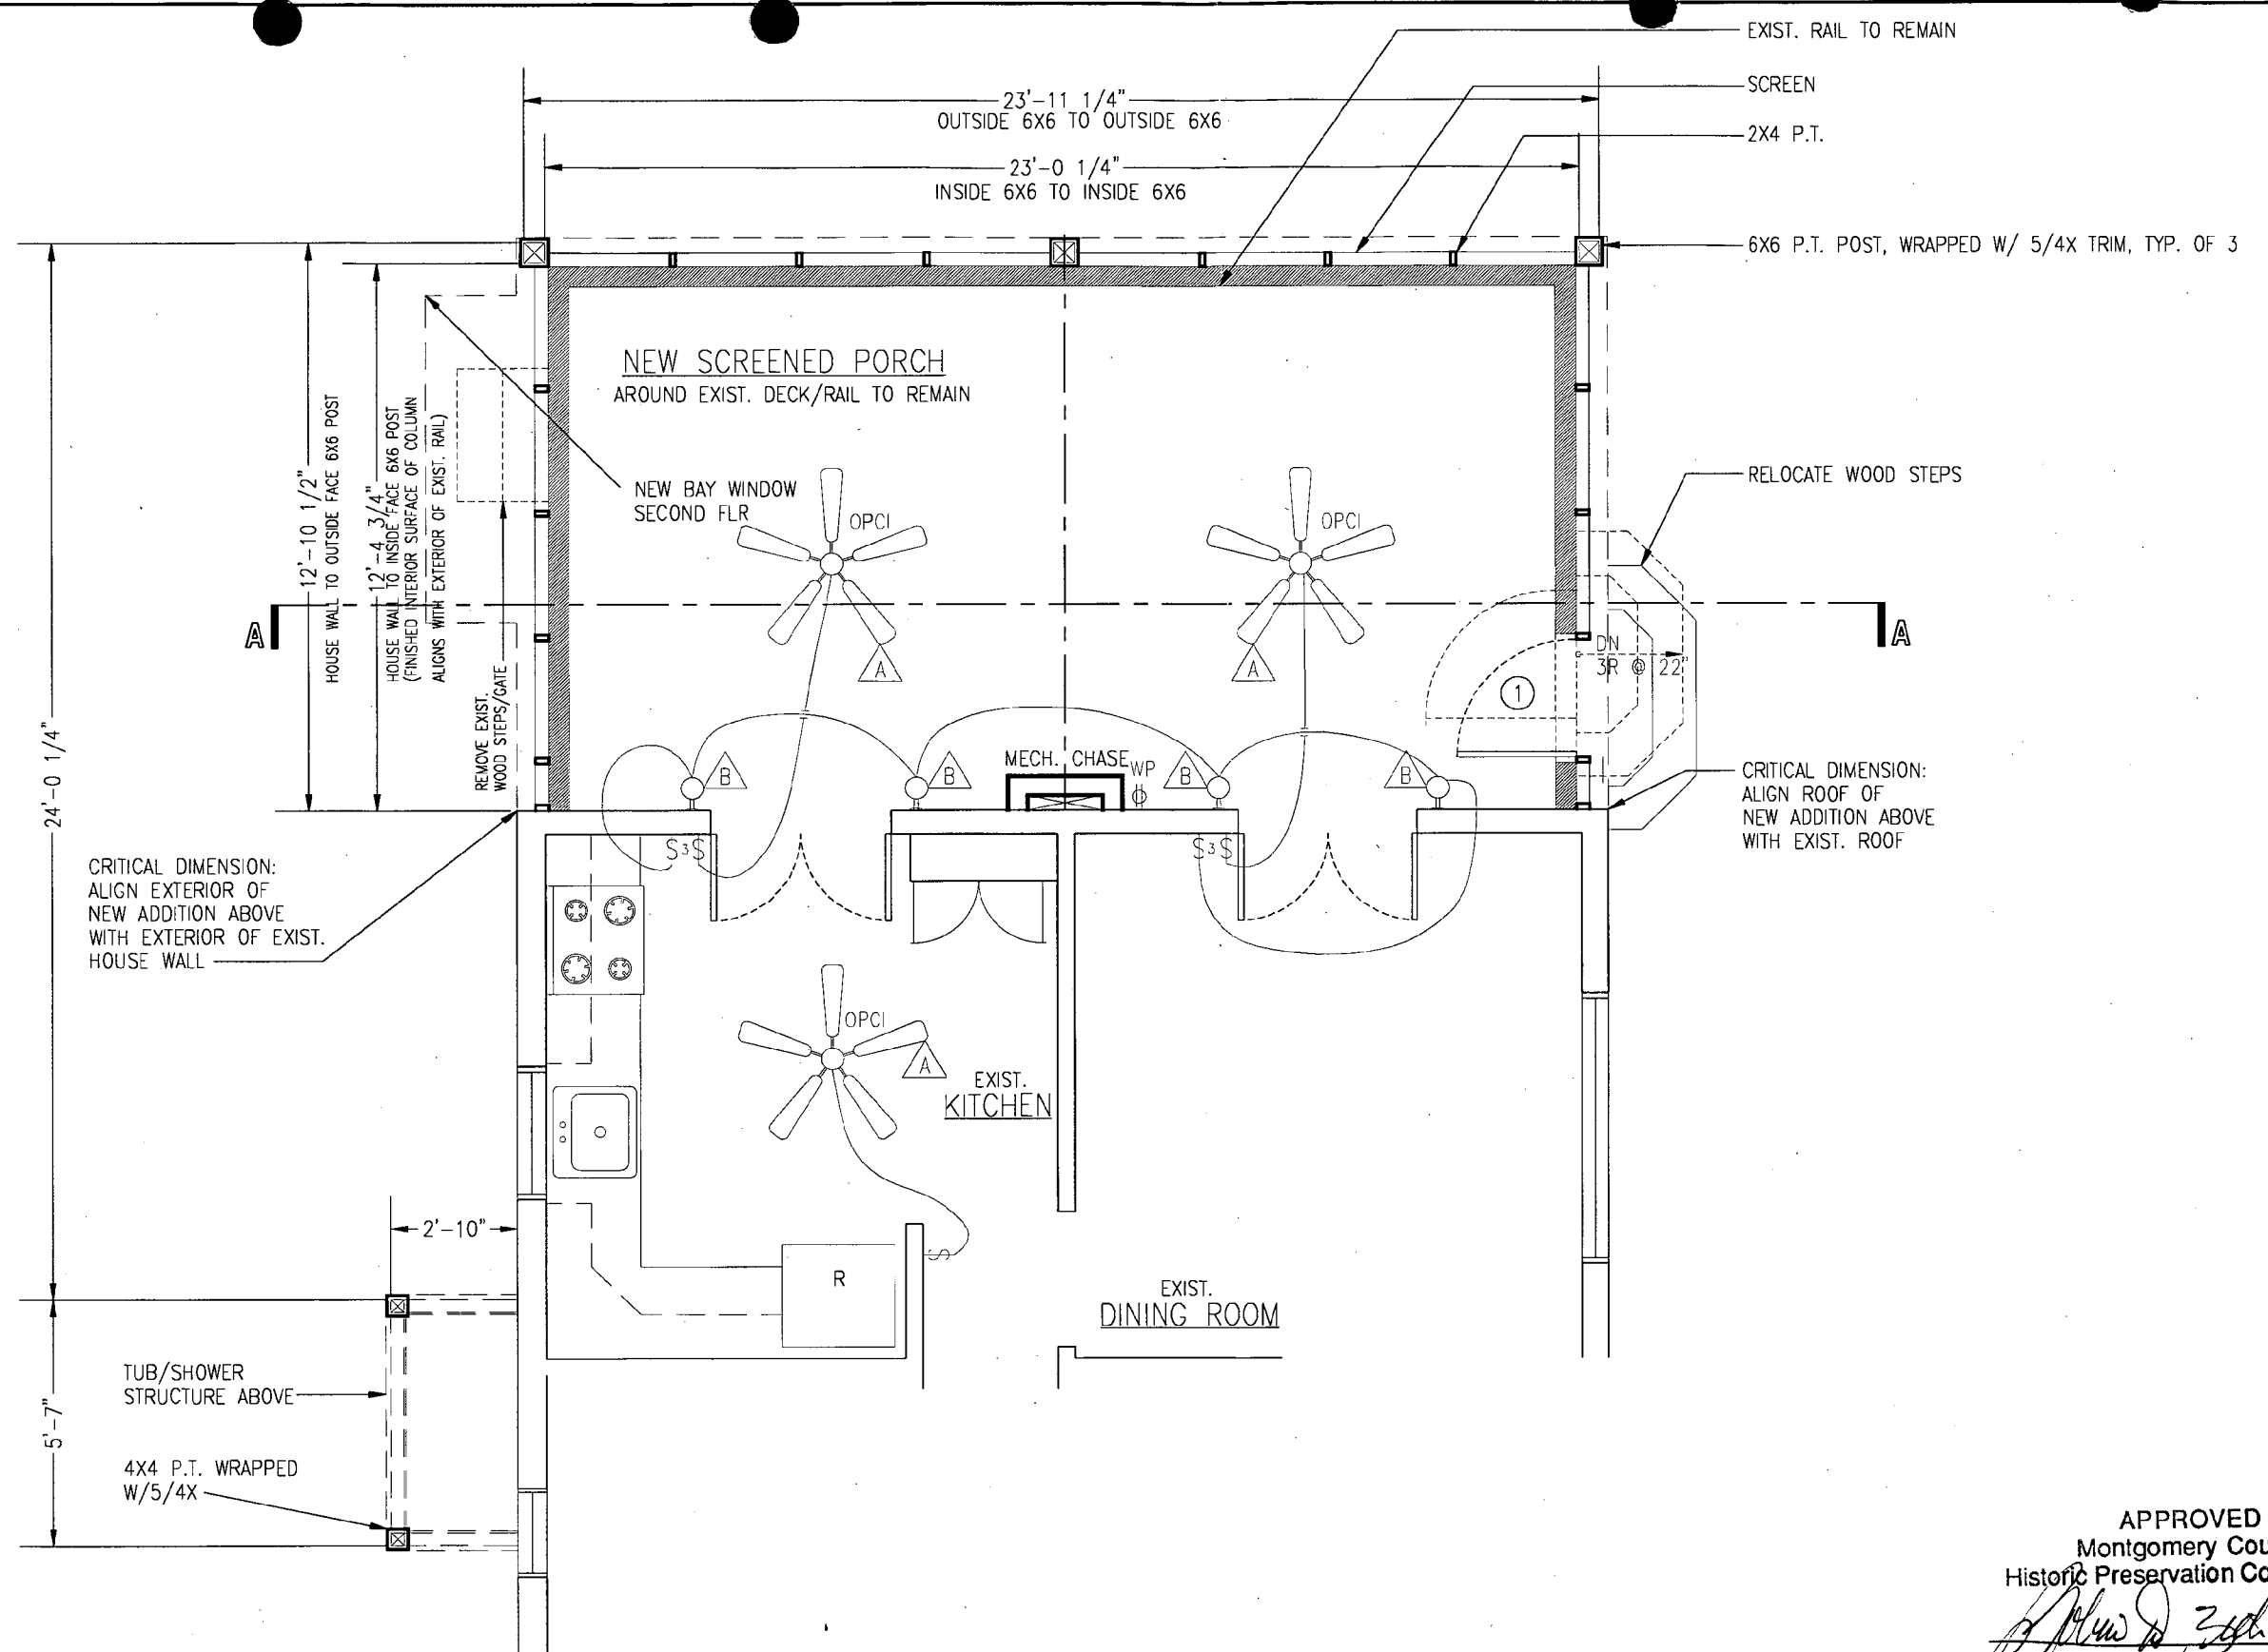 EXIST. RAIL TO REMAIN
SCREEN
2X4 P.T.
6X6 P.T. POST, WRAPPED W/ 5/4X TRIM, TYP. OF 3
23'-11 1/4"
OUTSIDE 6X6 TO OUTSIDE 6X6
23'-0 1/4"
INSIDE 6X6 TO INSIDE 6X6
NEW SCREENED PORCH
AROUND EXIST. DECK/RAIL TO REMAIN
NEW BAY WINDOW
SECOND FLR
OPCI
OPCI
RELOCATE WOOD STEPS
24'-0 1/4"
12'-10 1/2"
HOUSE WALL TO OUTSIDE FACE 6X6 POST
12'-4 3/4"
HOUSE WALL TO INSIDE FACE 6X6 POST
(FINISHED INTERIOR SURFACE OF COLUMN
ALIGNS WITH EXTERIOR OF EXIST. RAIL)
REMOVE EXIST.
WOOD STEPS/GATE
A
A
A
A
DN
3R @ 22"
1
MECH. CHASE
WP
B
B
B
B
S3S
S3S
CRITICAL DIMENSION:
ALIGN ROOF OF
NEW ADDITION ABOVE
WITH EXIST. ROOF
CRITICAL DIMENSION:
ALIGN EXTERIOR OF
NEW ADDITION ABOVE
WITH EXTERIOR OF EXIST.
HOUSE WALL
OPCI
A
EXIST.
KITCHEN
2'-10"
S
R
EXIST.
DINING ROOM
5'-7"
TUB/SHOWER
STRUCTURE ABOVE
4X4 P.T. WRAPPED
W/5/4X
APPROVED
Montgomery Cou
Historic Preservation Co